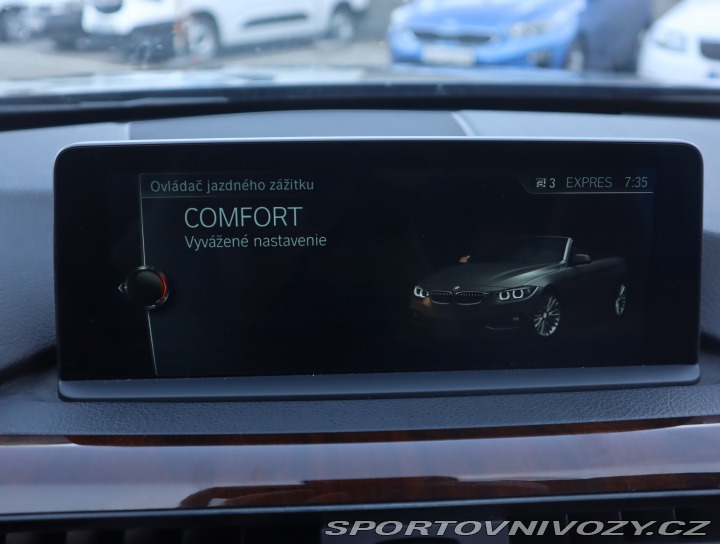 Ovládač jazdného zážitku
3 EXPRES 7:35
COMFORT
Vyvážené nastavenie
SPORTOVNIVOZY.CZ